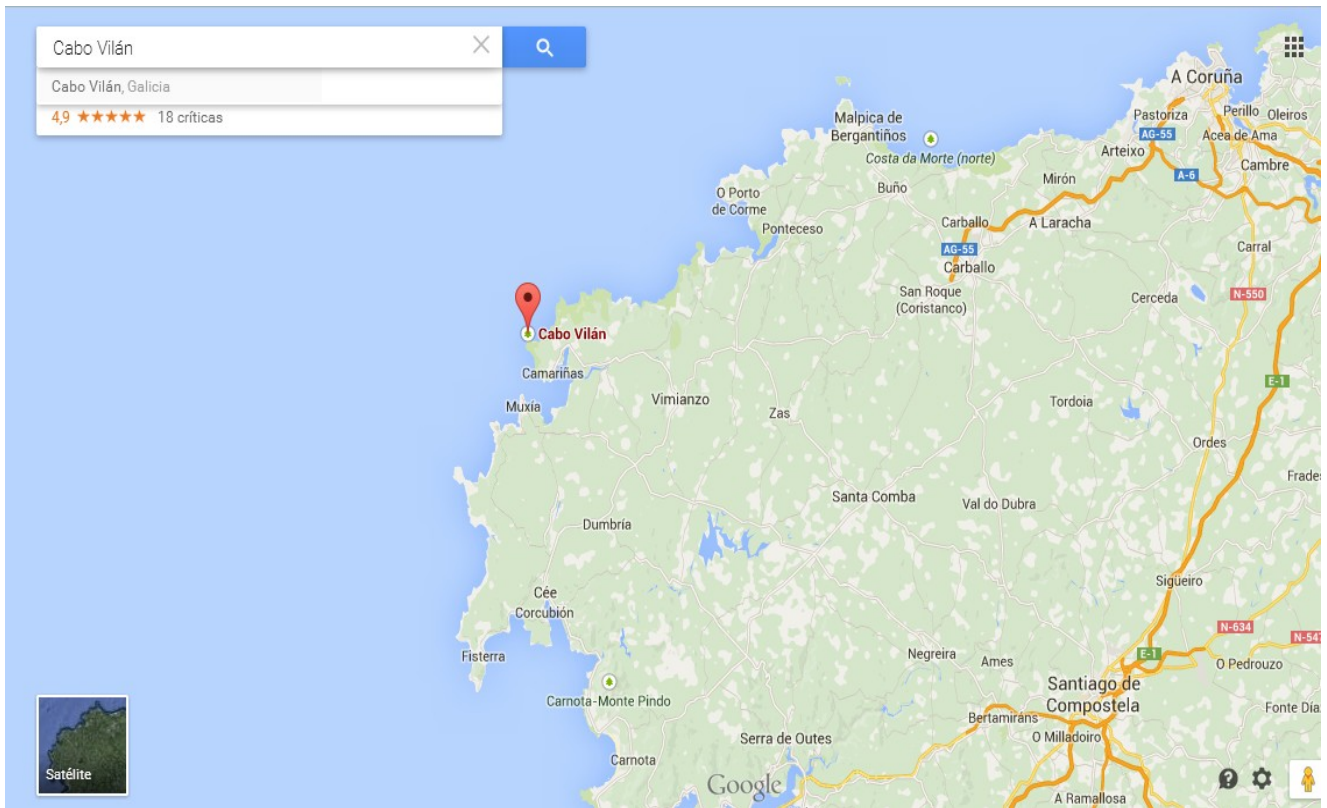 Cabo Vilán
Cabo Vilán, Galicia
4,9 ★★★★★ 18 críticas
A Coruña
Pastoriza
Perillo
Oleiros
AG-55
Acea de Ama
Arteixo
Cambre
A-6
Malpica de
Bergantiños
Costa da Morte (norte)
Mirón
Buño
O Porto
de Corme
Ponteceso
Carballo
A Laracha
AG-55
Carral
Carballo
San Roque
(Coristanco)
Cerceda
N-550
Cabo Vilán
Camariñas
E-1
Muxía
Vimianzo
Zas
Tordoia
Ordes
Frades
Santa Comba
Val do Dubra
Dumbría
Sigüeiro
Cée
Corcubión
N-634
N-547
Fisterra
Negreira
Ames
E-1
O Pedrouzo
Santiago de
Compostela
Carnota-Monte Pindo
Bertamiráns
Fonte Día
Serra de Outes
O Milladoiro
Carnota
Satélite
Google
A Ramallosa